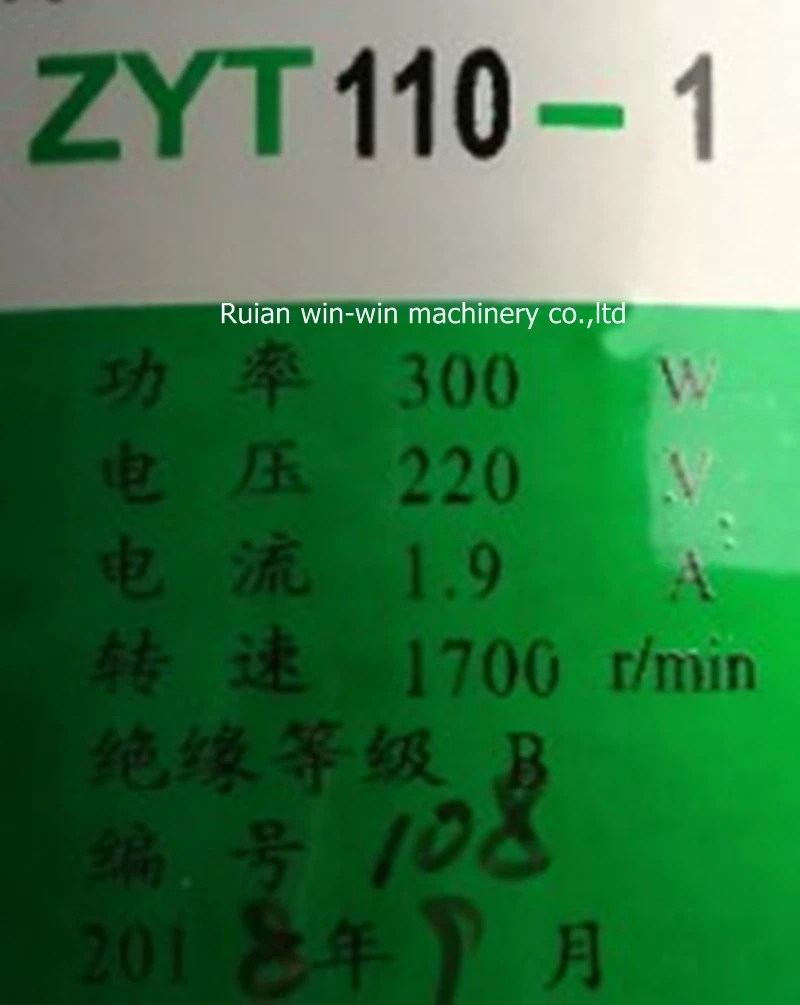 ZYT110-1
Ruian win-win machinery co.,ltd
功率 300 W
电压 220 V
电流 1.9 A
转速 1700 r/min
绝缘等级 B
编号 108
2018年 月